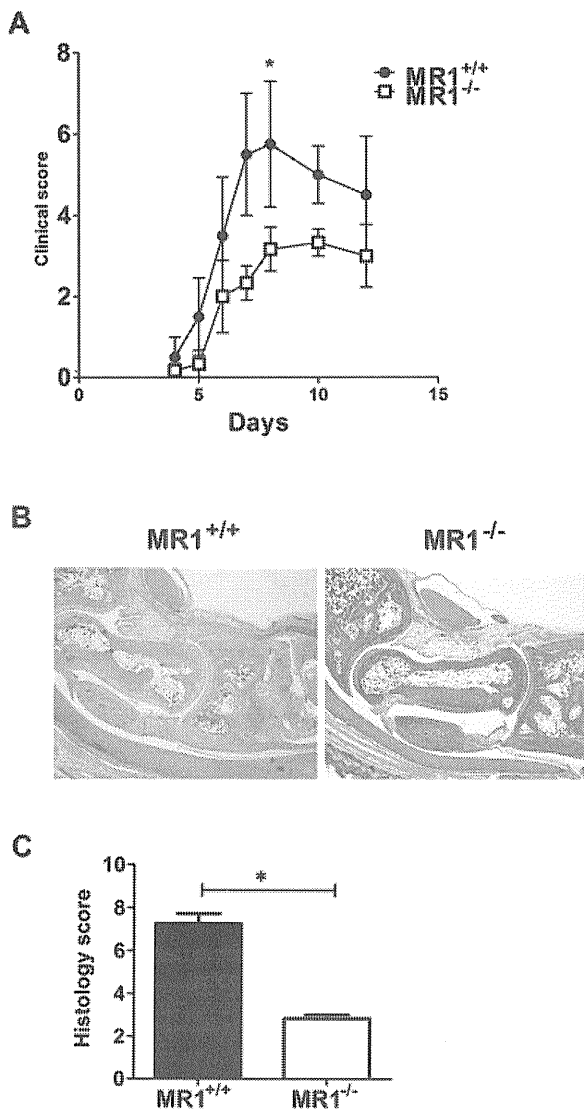 A
8
6
4
2
0
Clinical score
*
MR1+/+
MR1-/-
0 5 10 15
Days
B
MR1+/+ MR1-/-
C
10
8
6
4
2
0
Histology score
*
MR1+/+ MR1-/-